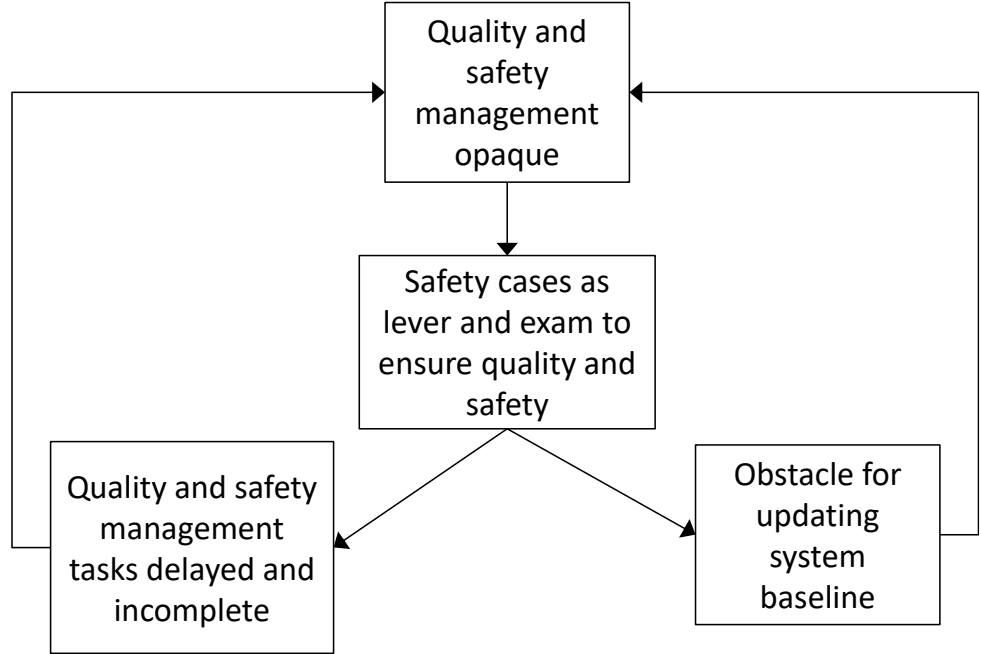 Quality and
safety
management
opaque
Safety cases as
lever and exam to
ensure quality and
safety
Quality and safety
management
tasks delayed and
incomplete
Obstacle for
updating
system
baseline